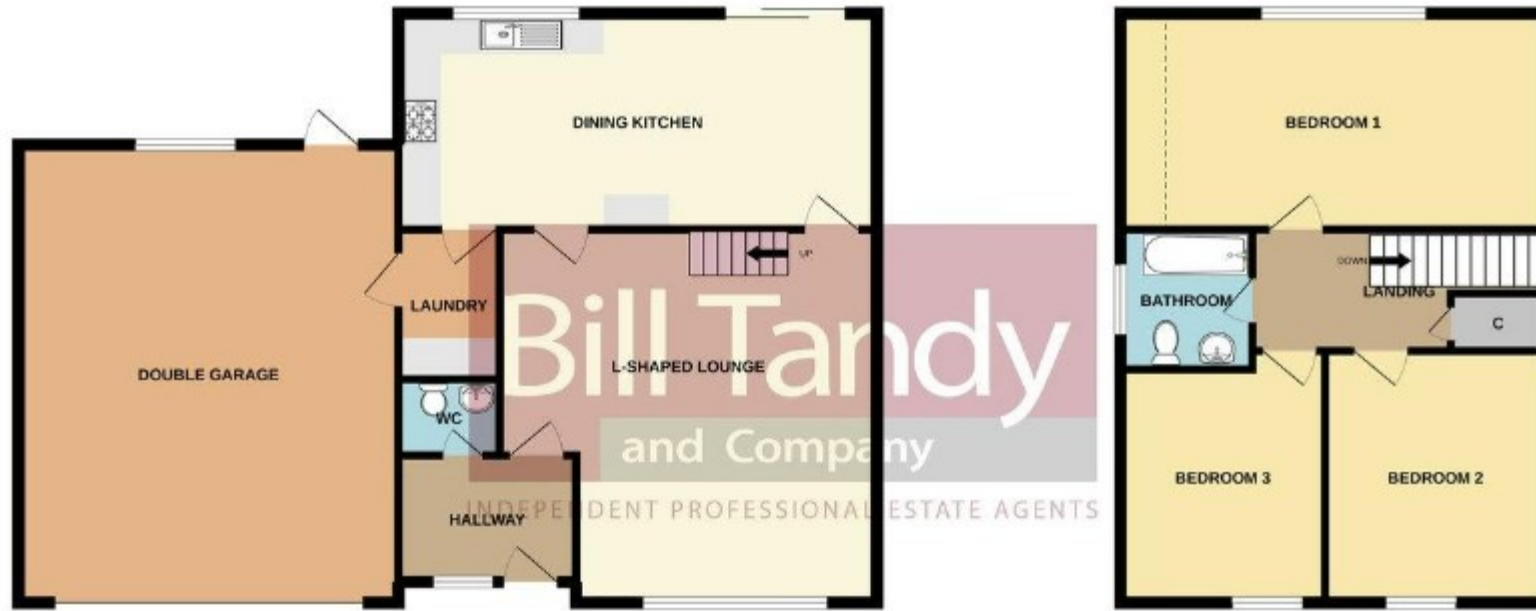 DINING KITCHEN
BEDROOM 1
UP
DOWN
LANDING
LAUNDRY
BATHROOM
C
DOUBLE GARAGE
L-SHAPED LOUNGE
WC
HALLWAY
BEDROOM 3
BEDROOM 2
Bill Tandy
and Company
INDEPENDENT PROFESSIONAL ESTATE AGENTS